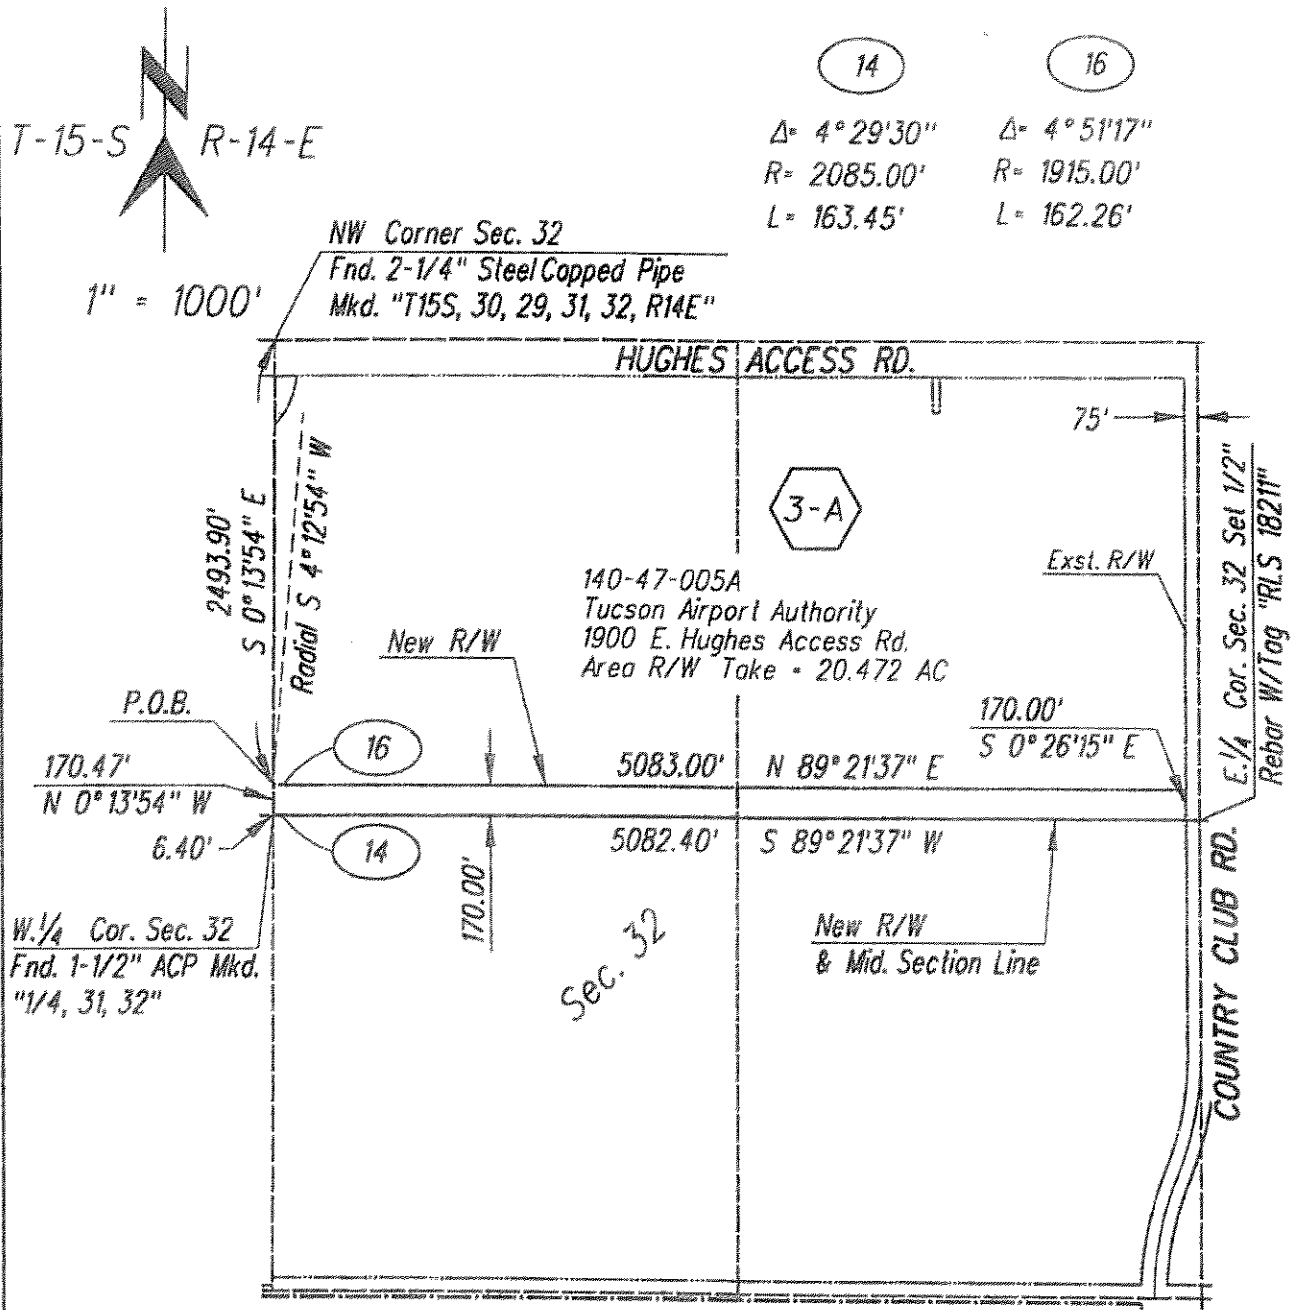 N
T-15-S R-14-E
1" = 1000'
14
Δ= 4°29'30"
R= 2085.00'
L= 163.45'
16
Δ= 4°51'17"
R= 1915.00'
L= 162.26'
NW Corner Sec. 32
Fnd. 2-1/4" Steel Capped Pipe
Mkd. "T15S, 30, 29, 31, 32, R14E"
HUGHES ACCESS RD.
75'
2493.90'
S 0°13'54" E
Radial S 4°12'54" W
3-A
140-47-005A
Tucson Airport Authority
1900 E. Hughes Access Rd.
Area R/W Take = 20.472 AC
Exst. R/W
E.1/4 Cor. Sec. 32 Set 1/2"
Rebar W/Tag "RLS 18211"
New R/W
P.O.B.
16
170.00'
S 0°26'15" E
170.47'
N 0°13'54" W
5083.00' N 89°21'37" E
6.40'
14
5082.40' S 89°21'37" W
170.00'
W.1/4 Cor. Sec. 32
Fnd. 1-1/2" ACP Mkd.
"1/4, 31, 32"
Sec. 32
New R/W
& Mid. Section Line
COUNTRY CLUB RD.